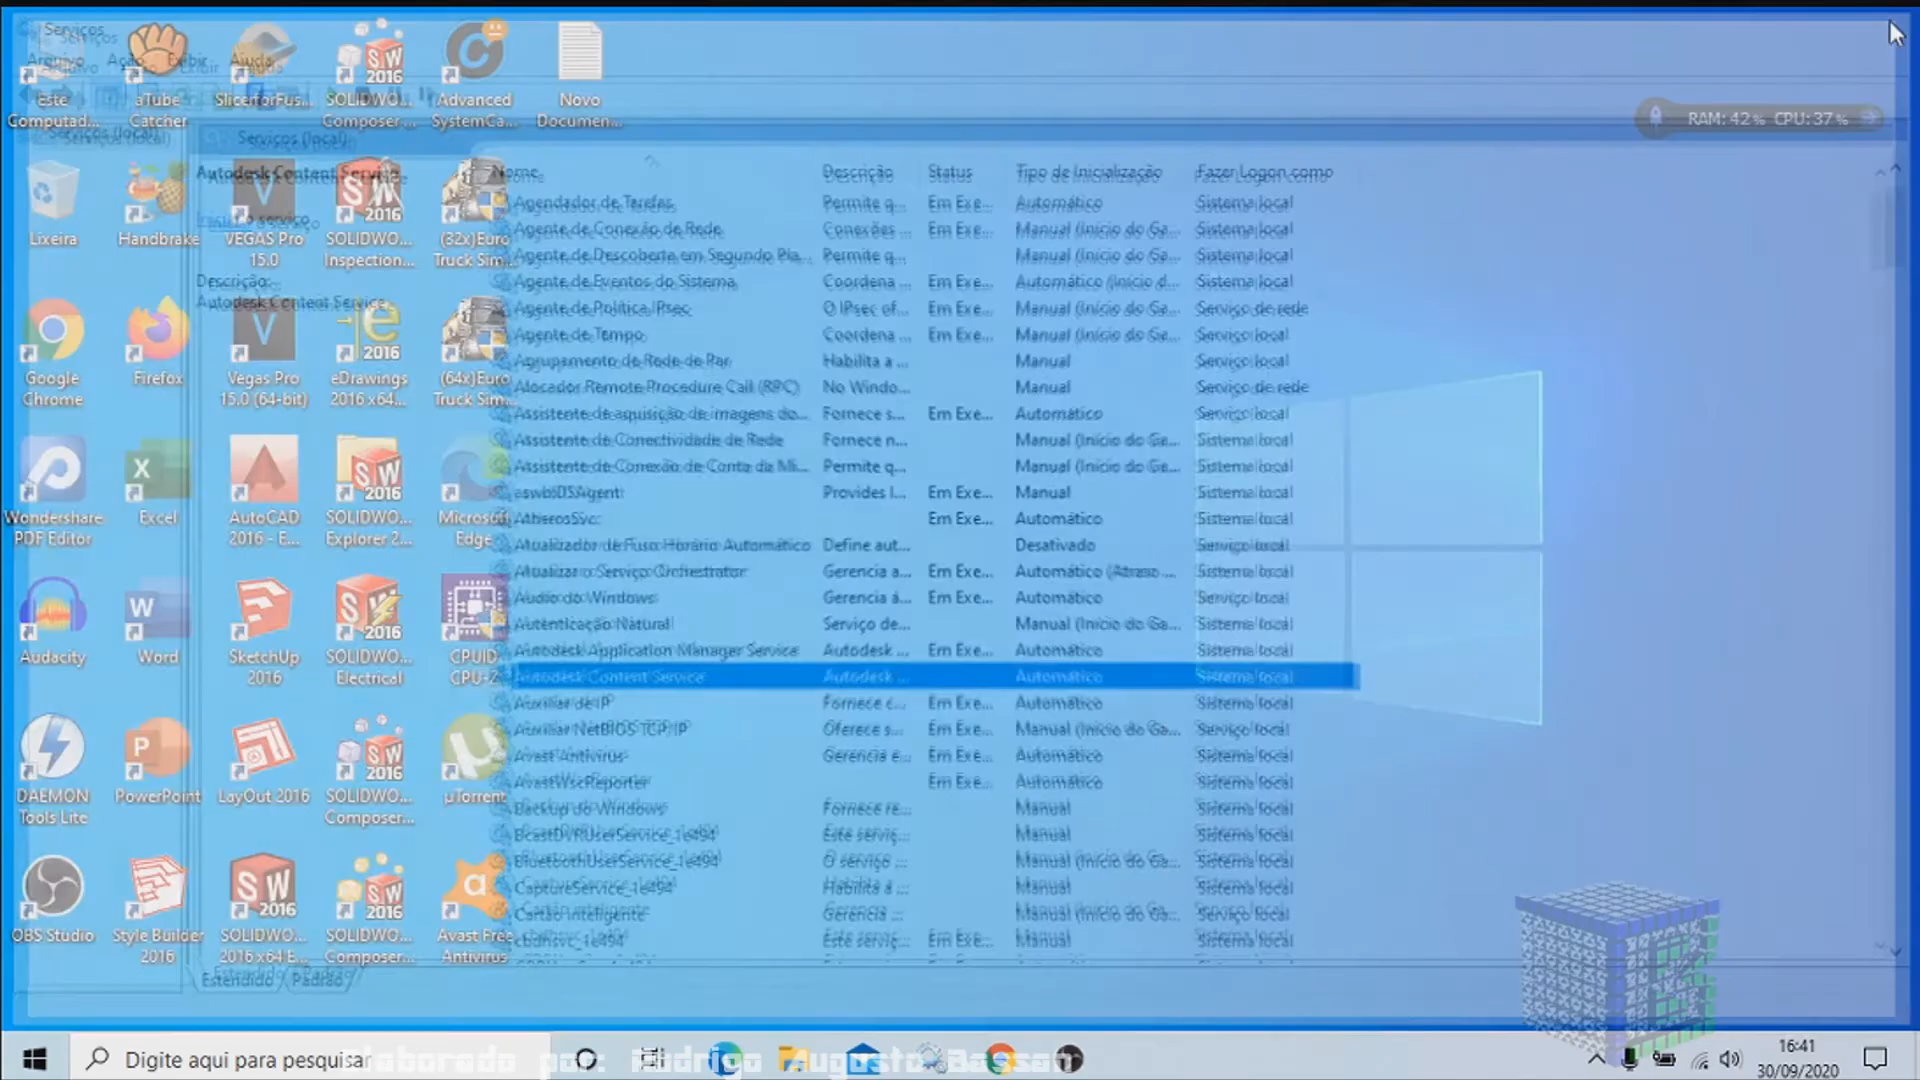 Serviços
Arquivo Ação Exibir Ajuda
Serviços (local)
Serviços (local)
Autodesk Content Service
Iniciar o serviço
Descrição:
Autodesk Content Service
Este Computad...
aTube Catcher
SlicerforFus...
SOLIDWO... Composer ...
Advanced SystemCa...
Novo Documen...
RAM: 42% CPU: 37%
Lixeira
Handbrake
VEGAS Pro 15.0
SOLIDWO... Inspection...
(32x)Euro Truck Sim...
Google Chrome
Firefox
Vegas Pro 15.0 (64-bit)
eDrawings 2016 x64...
(64x)Euro Truck Sim...
Wondershare PDF Editor
Excel
AutoCAD 2016 - E...
SOLIDWO... Explorer 2...
Microsoft Edge
Audacity
Word
SketchUp 2016
SOLIDWO... Electrical
CPUID CPU-Z
DAEMON Tools Lite
PowerPoint
LayOut 2016
SOLIDWO... Composer...
µTorrent
OBS Studio
Style Builder 2016
SOLIDWO... 2016 x64 E...
SOLIDWO... Composer...
Avast Free Antivirus
Nome Descrição Status Tipo de Inicialização Fazer Logon como
Agendador de Tarefas Permite q... Em Exe... Automático Sistema local
Agente de Conexão de Rede Conexões ... Em Exe... Manual (Início do Ga... Sistema local
Agente de Descoberta em Segundo Pla... Permite q... Manual (Início do Ga... Sistema local
Agente de Eventos do Sistema Coordena ... Em Exe... Automático (Início d... Sistema local
Agente de Política IPsec O IPsec of... Manual (Início do Ga... Serviço de rede
Agente de Tempo Coordena ... Em Exe... Manual (Início do Ga... Serviço local
Agrupamento de Rede de Par Habilita a ... Manual Serviço local
Alocador Remote Procedure Call (RPC) No Windo... Manual Serviço de rede
Assistente de aquisição de imagens do... Fornece s... Em Exe... Automático Serviço local
Assistente de Conectividade de Rede Fornece n... Manual (Início do Ga... Sistema local
Assistente de Conexão de Conta da Mi... Permite q... Manual (Início do Ga... Sistema local
aswbIDSAgent Provides I... Em Exe... Manual Sistema local
AtherosSvc Em Exe... Automático Sistema local
Atualizador de Fuso Horário Automático Define aut... Desativado Serviço local
Atualizar o Serviço Orchestrator Gerencia a... Em Exe... Automático (Atraso ... Sistema local
Áudio do Windows Gerencia á... Em Exe... Automático Serviço local
Autenticação Natural Serviço de... Manual (Início do Ga... Sistema local
Autodesk Application Manager Service Autodesk ... Em Exe... Automático Sistema local
Autodesk Content Service Autodesk ... Automático Sistema local
Auxiliar de IP Fornece c... Em Exe... Automático Sistema local
Auxiliar NetBIOS TCP/IP Oferece s... Em Exe... Manual (Início do Ga... Serviço local
Avast Antivirus Gerencia e... Em Exe... Automático Sistema local
AvastWscReporter Em Exe... Automático Sistema local
Backup do Windows Fornece re... Manual Sistema local
BcastDVRUserService_1e494 Este serviç... Manual Sistema local
BluetoothUserService_1e494 O serviço ... Manual (Início do Ga... Sistema local
CaptureService_1e494 Habilita a ... Manual Sistema local
Cartão inteligente Gerencia ... Manual (Início do Ga... Serviço local
cbdhsvc_1e494 Este serviç... Em Exe... Manual Sistema local
Estendido Padrão
Digite aqui para pesquisar
Elaborado por: Rodrigo Augusto Bassan
16:41
30/09/2020